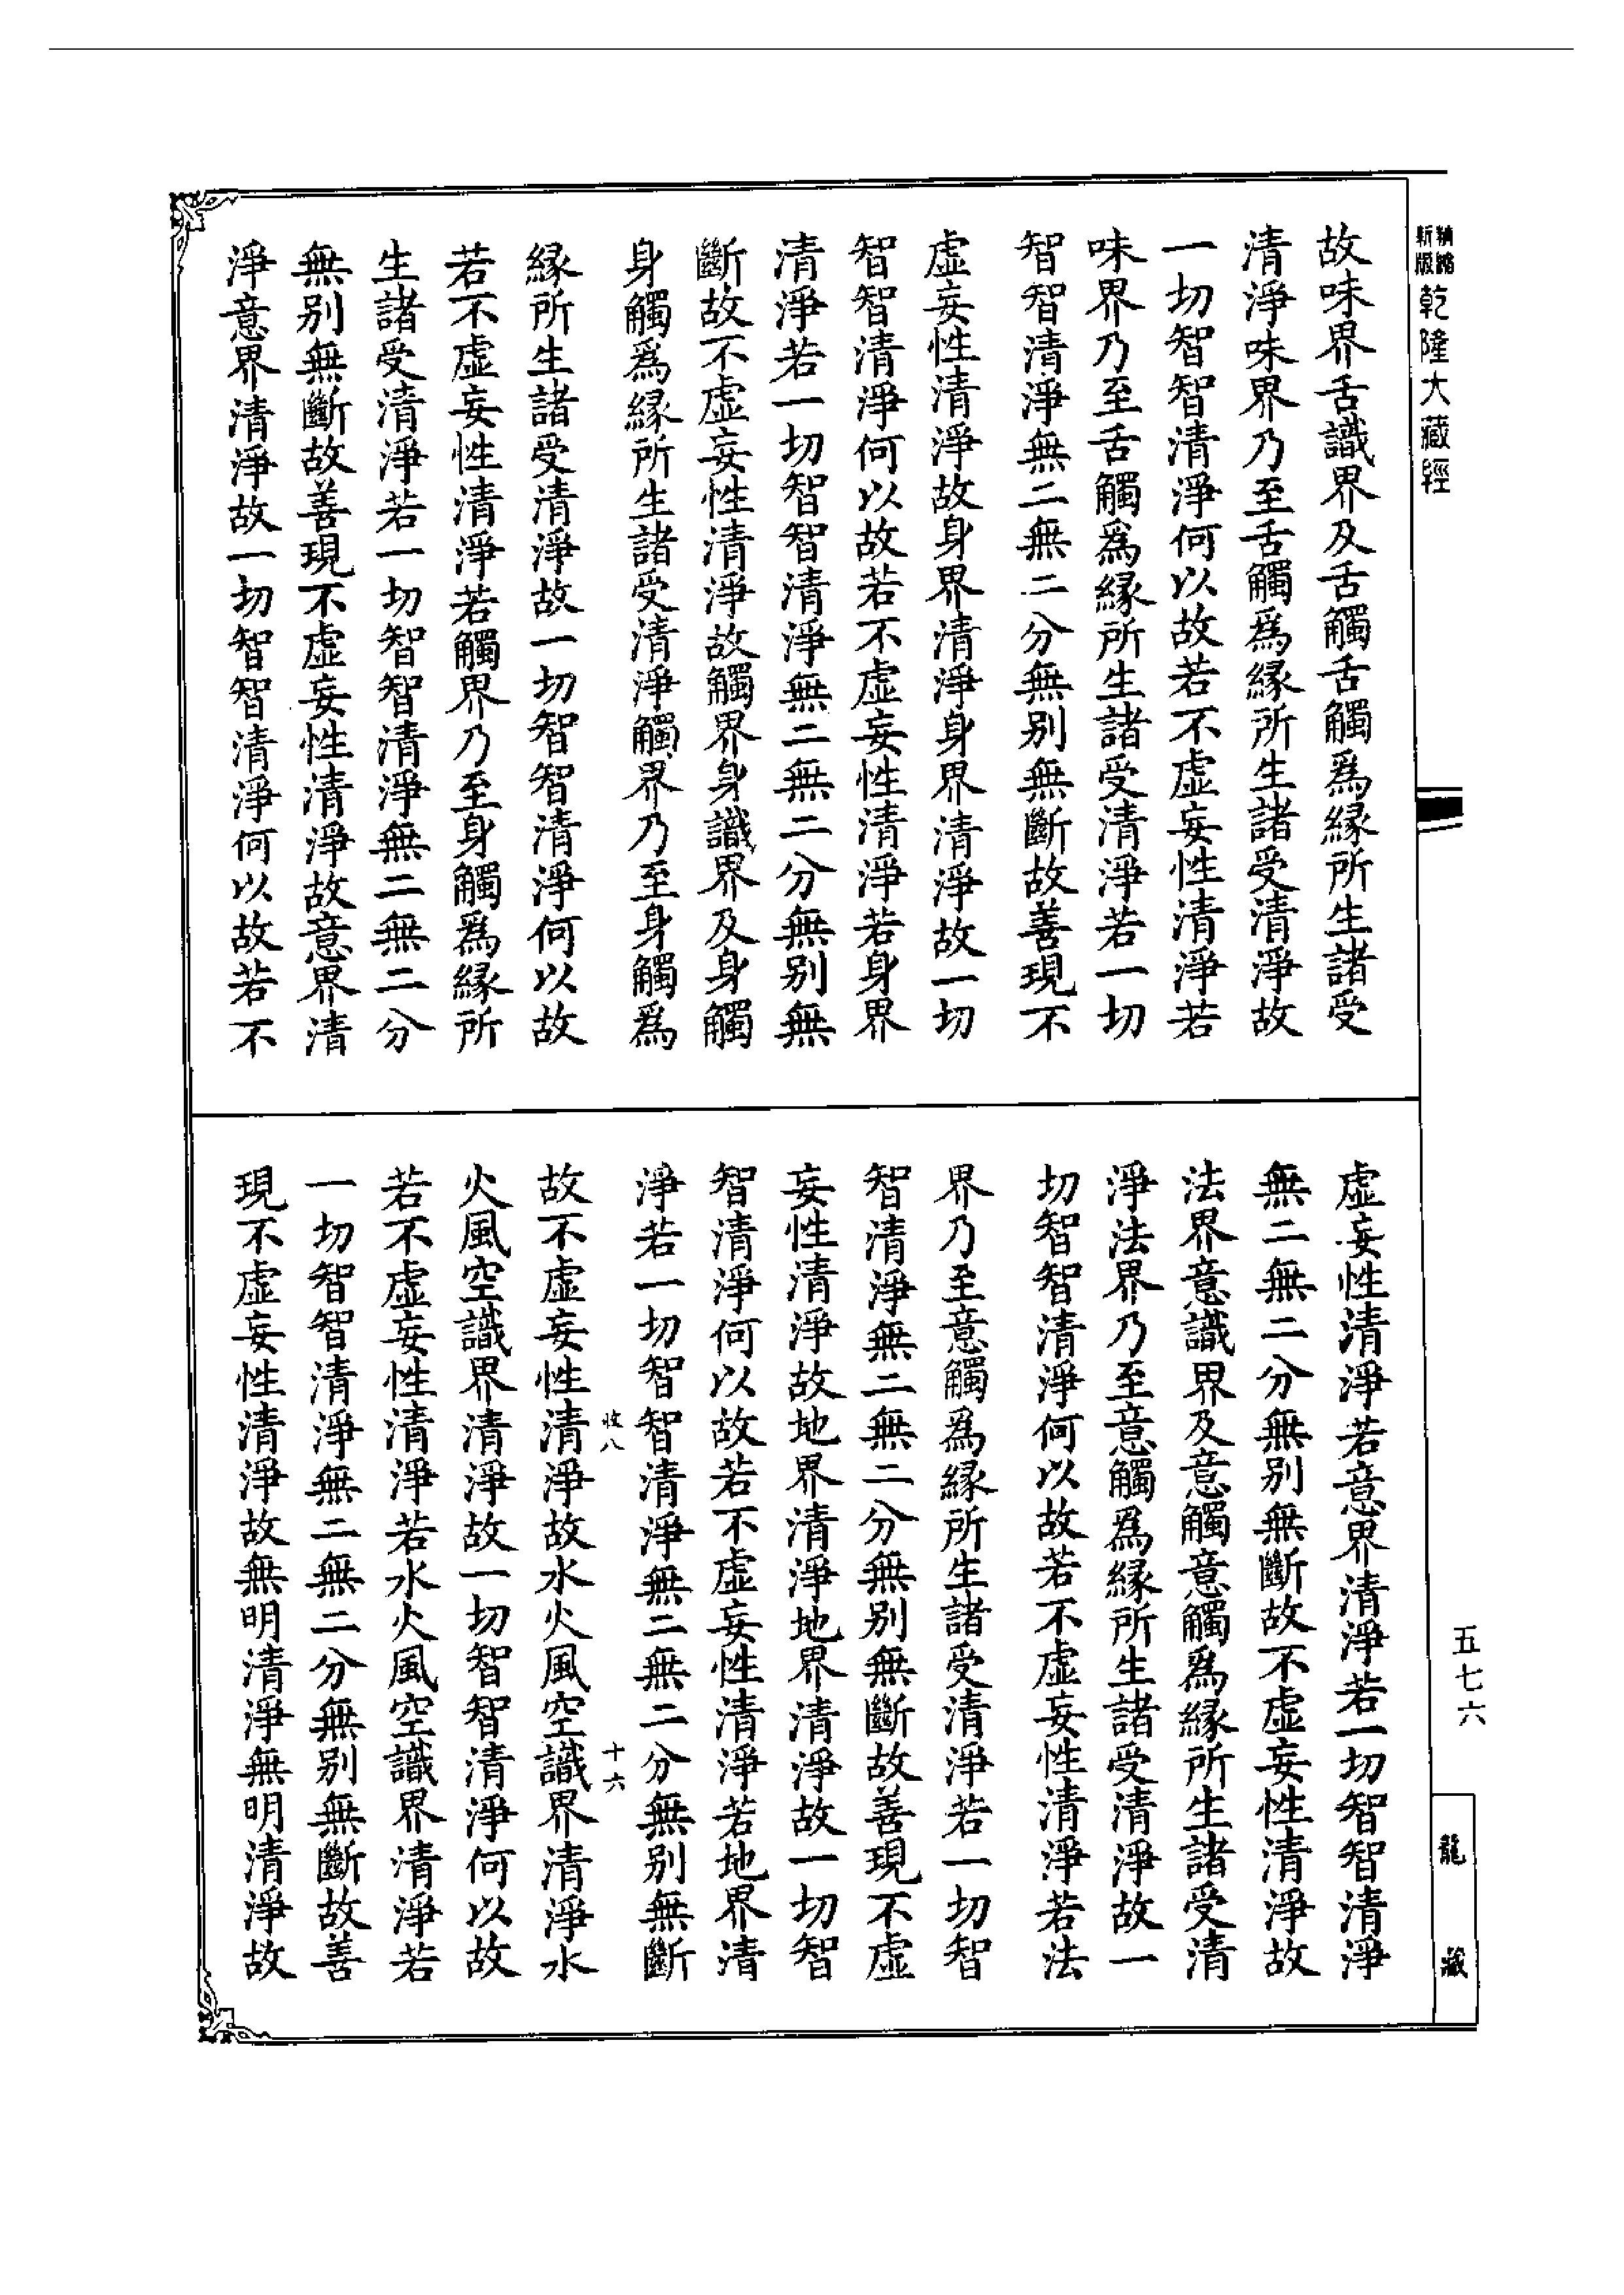 精縮新版乾隆大藏經
故味界舌識界及舌觸舌觸爲緣所生諸受
清淨味界乃至舌觸爲緣所生諸受清淨故
一切智智清淨何以故若不虛妄性清淨若
味界乃至舌觸爲緣所生諸受清淨若一切
智智清淨無二無二分無別無斷故善現不
虛妄性清淨故身界清淨身界清淨故一切
智智清淨何以故若不虛妄性清淨若身界
清淨若一切智智清淨無二無二分無別無
斷故不虛妄性清淨故觸界身識界及身觸
身觸爲緣所生諸受清淨觸界乃至身觸爲
緣所生諸受清淨故一切智智清淨何以故
若不虛妄性清淨若觸界乃至身觸爲緣所
生諸受清淨若一切智智清淨無二無二分
無別無斷故善現不虛妄性清淨故意界清
淨意界清淨故一切智智清淨何以故若不
虛妄性清淨若意界清淨若一切智智清淨
無二無二分無別無斷故不虛妄性清淨故
法界意識界及意觸意觸爲緣所生諸受清
淨法界乃至意觸爲緣所生諸受清淨故一
切智智清淨何以故若不虛妄性清淨若法
界乃至意觸爲緣所生諸受清淨若一切智
智清淨無二無二分無別無斷故善現不虛
妄性清淨故地界清淨地界清淨故一切智
智清淨何以故若不虛妄性清淨若地界清
淨若一切智智清淨無二無二分無別無斷
收八 十六
故不虛妄性清淨故水火風空識界清淨水
火風空識界清淨故一切智智清淨何以故
若不虛妄性清淨若水火風空識界清淨若
一切智智清淨無二無二分無別無斷故善
現不虛妄性清淨故無明清淨無明清淨故
五七六
龍藏